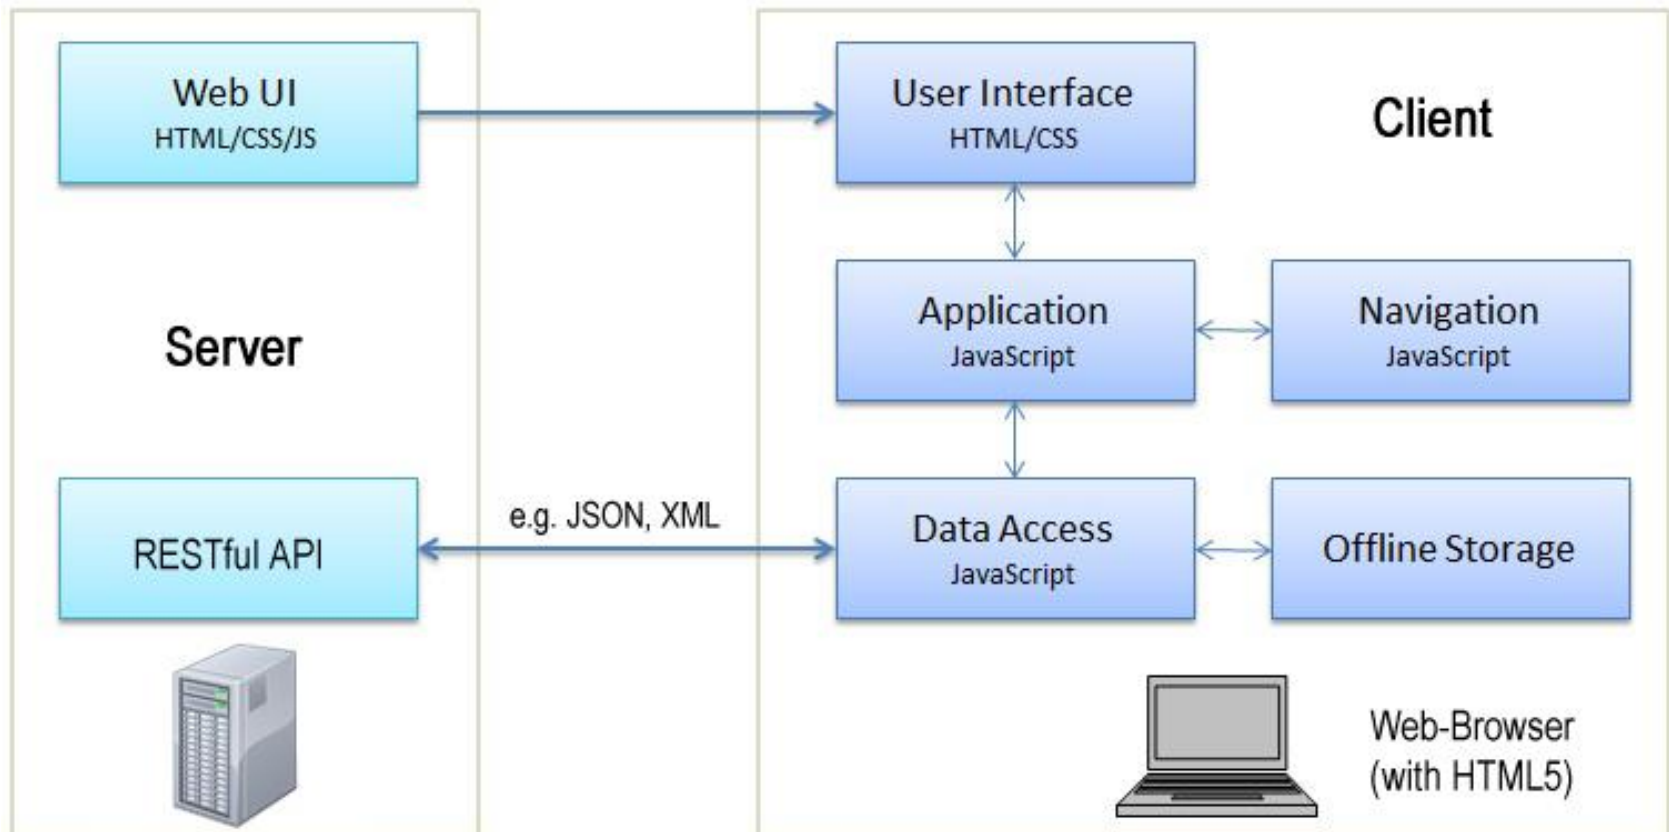 Web UI
HTML/CSS/JS
User Interface
HTML/CSS
Client
Application
JavaScript
Navigation
JavaScript
Server
RESTful API
e.g. JSON, XML
Data Access
JavaScript
Offline Storage
Web-Browser
(with HTML5)